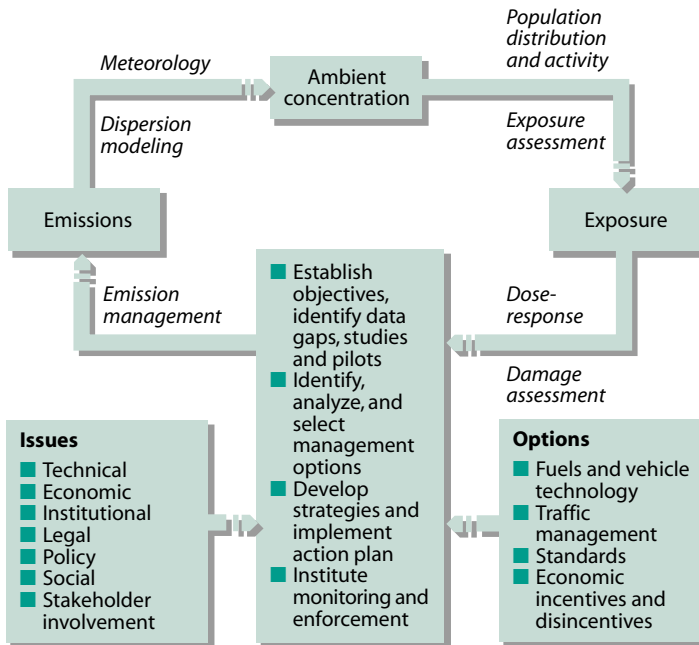 Meteorology
Dispersion
modeling
Ambient
concentration
Population
distribution
and activity
Exposure
assessment
Emissions
Exposure
Emission
management
Establish
objectives,
identify data
gaps, studies
and pilots
Identify,
analyze, and
select
management
options
Develop
strategies and
implement
action plan
Institute
monitoring and
enforcement
Dose-
response
Damage
assessment
Issues
Technical
Economic
Institutional
Legal
Policy
Social
Stakeholder
involvement
Options
Fuels and vehicle
technology
Traffic
management
Standards
Economic
incentives and
disincentives